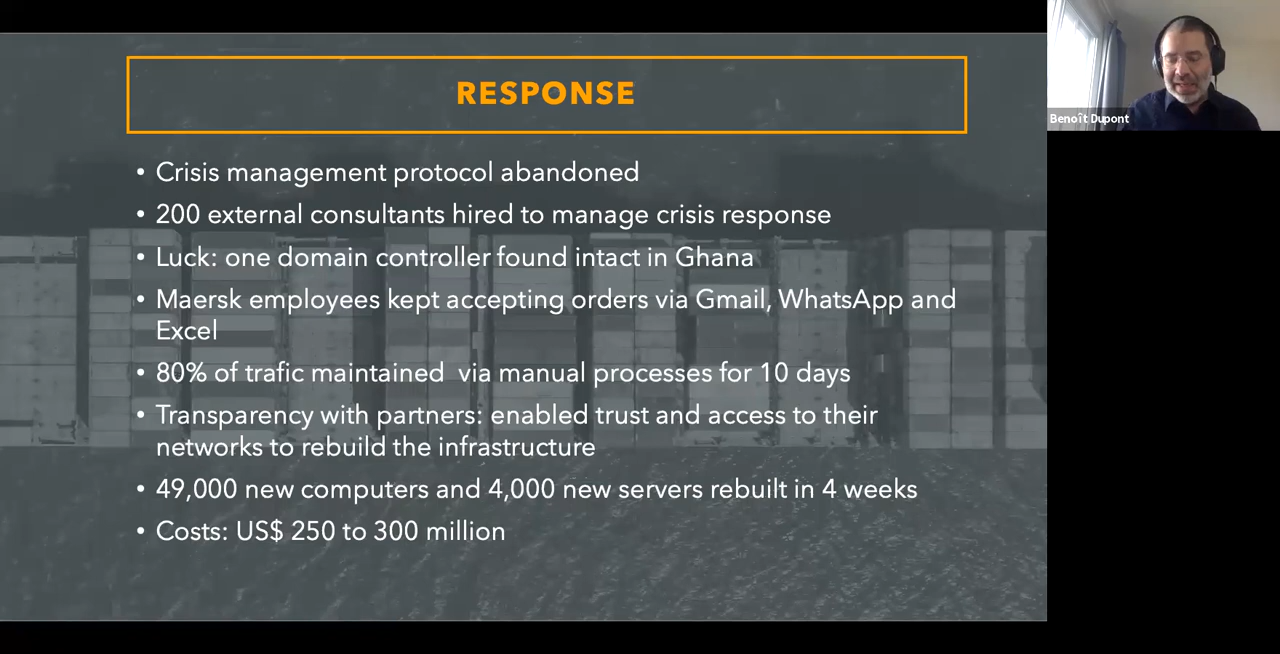 RESPONSE
• Crisis management protocol abandoned
• 200 external consultants hired to manage crisis response
• Luck: one domain controller found intact in Ghana
• Maersk employees kept accepting orders via Gmail, WhatsApp and
Excel
• 80% of trafic maintained  via manual processes for 10 days
• Transparency with partners: enabled trust and access to their
networks to rebuild the infrastructure
• 49,000 new computers and 4,000 new servers rebuilt in 4 weeks
• Costs: US$ 250 to 300 million
Benoît Dupont